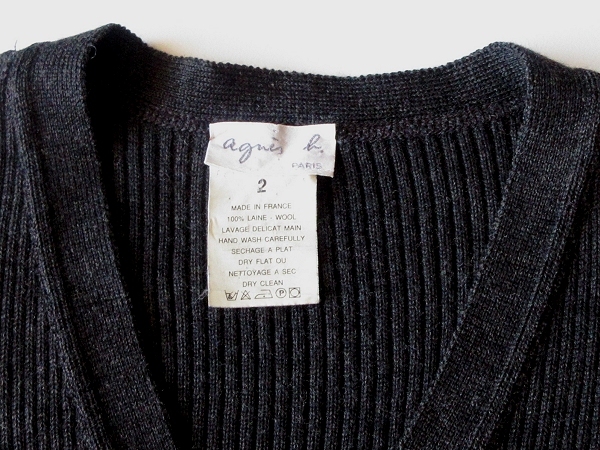 agnès b.
PARIS
2
MADE IN FRANCE
100% LAINE - WOOL
LAVAGE DELICAT MAIN
HAND WASH-CAREFULLY
SECHAGE A PLAT
DRY FLAT OU
NETTOYAGE A SEC
DRY CLEAN
P